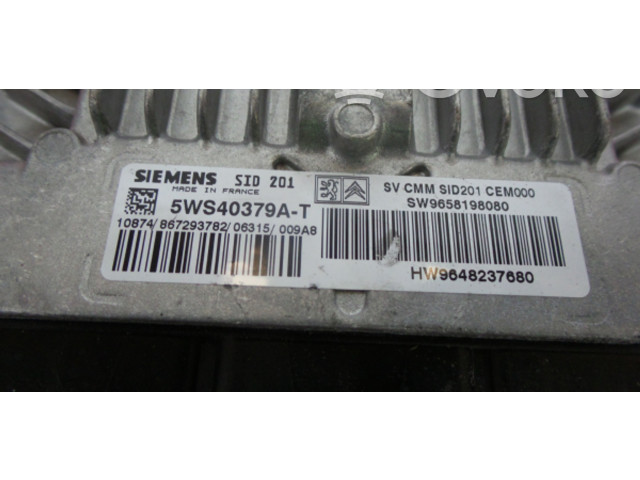 SIEMENS SID 201
MADE IN FRANCE
5WS40379A-T
10874/867293782/06315/009A8
SV CMM SID201 CEM000
SW9658198080
HW9648237680